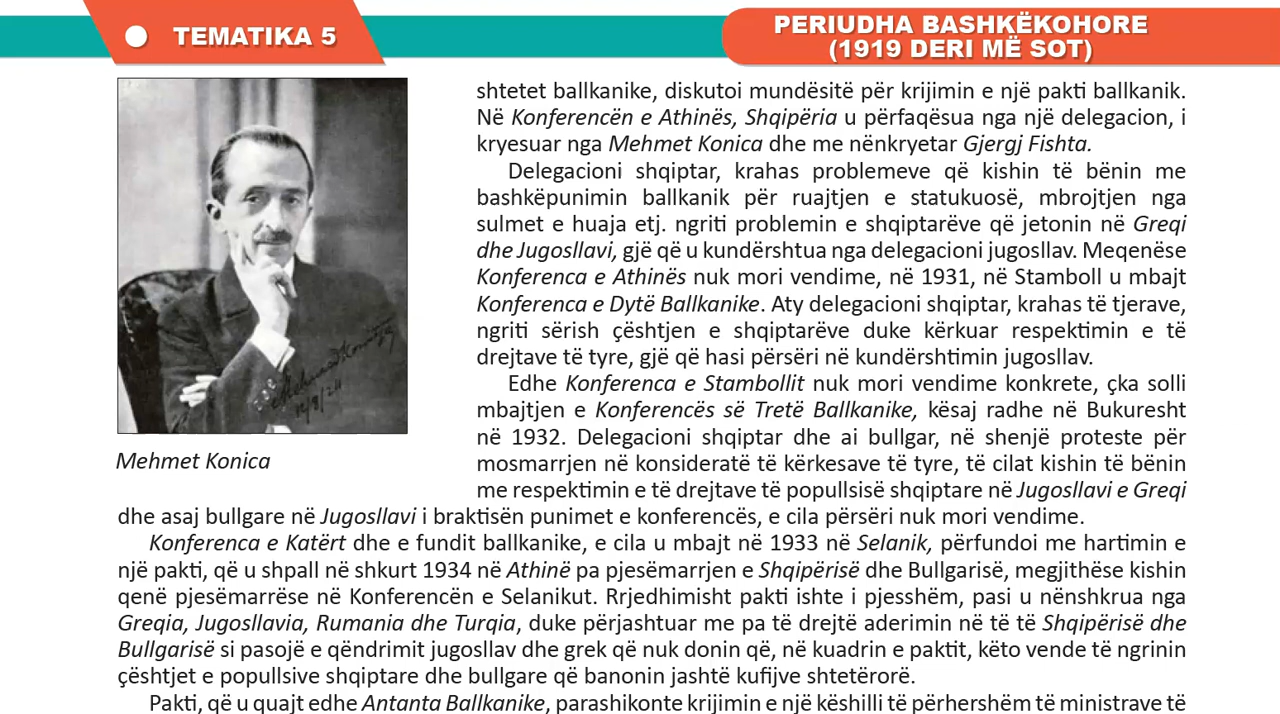 TEMATIKA 5
PERIUDHA BASHKËKOHORE
(1919 DERI MË SOT)
shtetet ballkanike, diskutoi mundësitë për krijimin e një pakti ballkanik.
Në Konferencën e Athinës, Shqipëria u përfaqësua nga një delegacion, i
kryesuar nga Mehmet Konica dhe me nënkryetar Gjergj Fishta.
Delegacioni shqiptar, krahas problemeve që kishin të bënin me
bashkëpunimin ballkanik për ruajtjen e statukuosë, mbrojtjen nga
sulmet e huaja etj. ngriti problemin e shqiptarëve që jetonin në Greqi
dhe Jugosllavi, gjë që u kundërshtua nga delegacioni jugosllav. Meqenëse
Konferenca e Athinës nuk mori vendime, në 1931, në Stamboll u mbajt
Konferenca e Dytë Ballkanike. Aty delegacioni shqiptar, krahas të tjerave,
ngriti sërish çështjen e shqiptarëve duke kërkuar respektimin e të
drejtave të tyre, gjë që hasi përsëri në kundërshtimin jugosllav.
Edhe Konferenca e Stambollit nuk mori vendime konkrete, çka solli
mbajtjen e Konferencës së Tretë Ballkanike, kësaj radhe në Bukuresht
në 1932. Delegacioni shqiptar dhe ai bullgar, në shenjë proteste për
mosmarrjen në konsideratë të kërkesave të tyre, të cilat kishin të bënin
me respektimin e të drejtave të popullsisë shqiptare në Jugosllavi e Greqi
dhe asaj bullgare në Jugosllavi i braktisën punimet e konferencës, e cila përsëri nuk mori vendime.
Konferenca e Katërt dhe e fundit ballkanike, e cila u mbajt në 1933 në Selanik, përfundoi me hartimin e
një pakti, që u shpall në shkurt 1934 në Athinë pa pjesëmarrjen e Shqipërisë dhe Bullgarisë, megjithëse kishin
qenë pjesëmarrëse në Konferencën e Selanikut. Rrjedhimisht pakti ishte i pjesshëm, pasi u nënshkrua nga
Greqia, Jugosllavia, Rumania dhe Turqia, duke përjashtuar me pa të drejtë aderimin në të të Shqipërisë dhe
Bullgarisë si pasojë e qëndrimit jugosllav dhe grek që nuk donin që, në kuadrin e paktit, këto vende të ngrinin
çështjet e popullsive shqiptare dhe bullgare që banonin jashtë kufijve shtetërorë.
Pakti, që u quajt edhe Antanta Ballkanike, parashikonte krijimin e një këshilli të përhershëm të ministrave të
Mehmed Konitza
12/8/24
Mehmet Konica